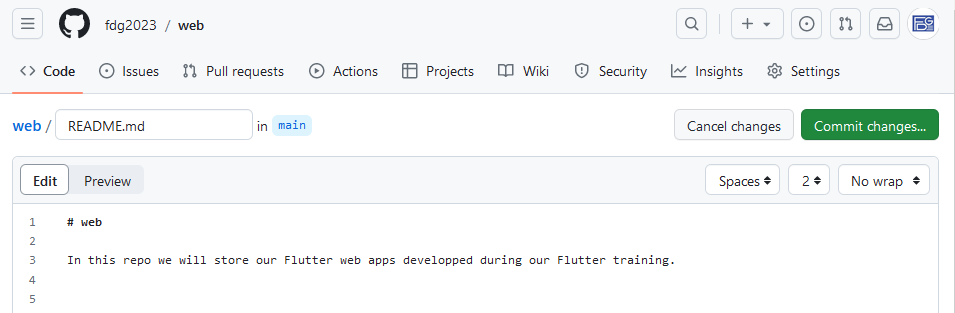 fdg2023 / web
Code Issues Pull requests Actions Projects Wiki Security Insights Settings
web / README.md in main Cancel changes Commit changes...
Edit Preview Spaces 2 No wrap
1 # web
2
3 In this repo we will store our Flutter web apps developped during our Flutter training.
4
5